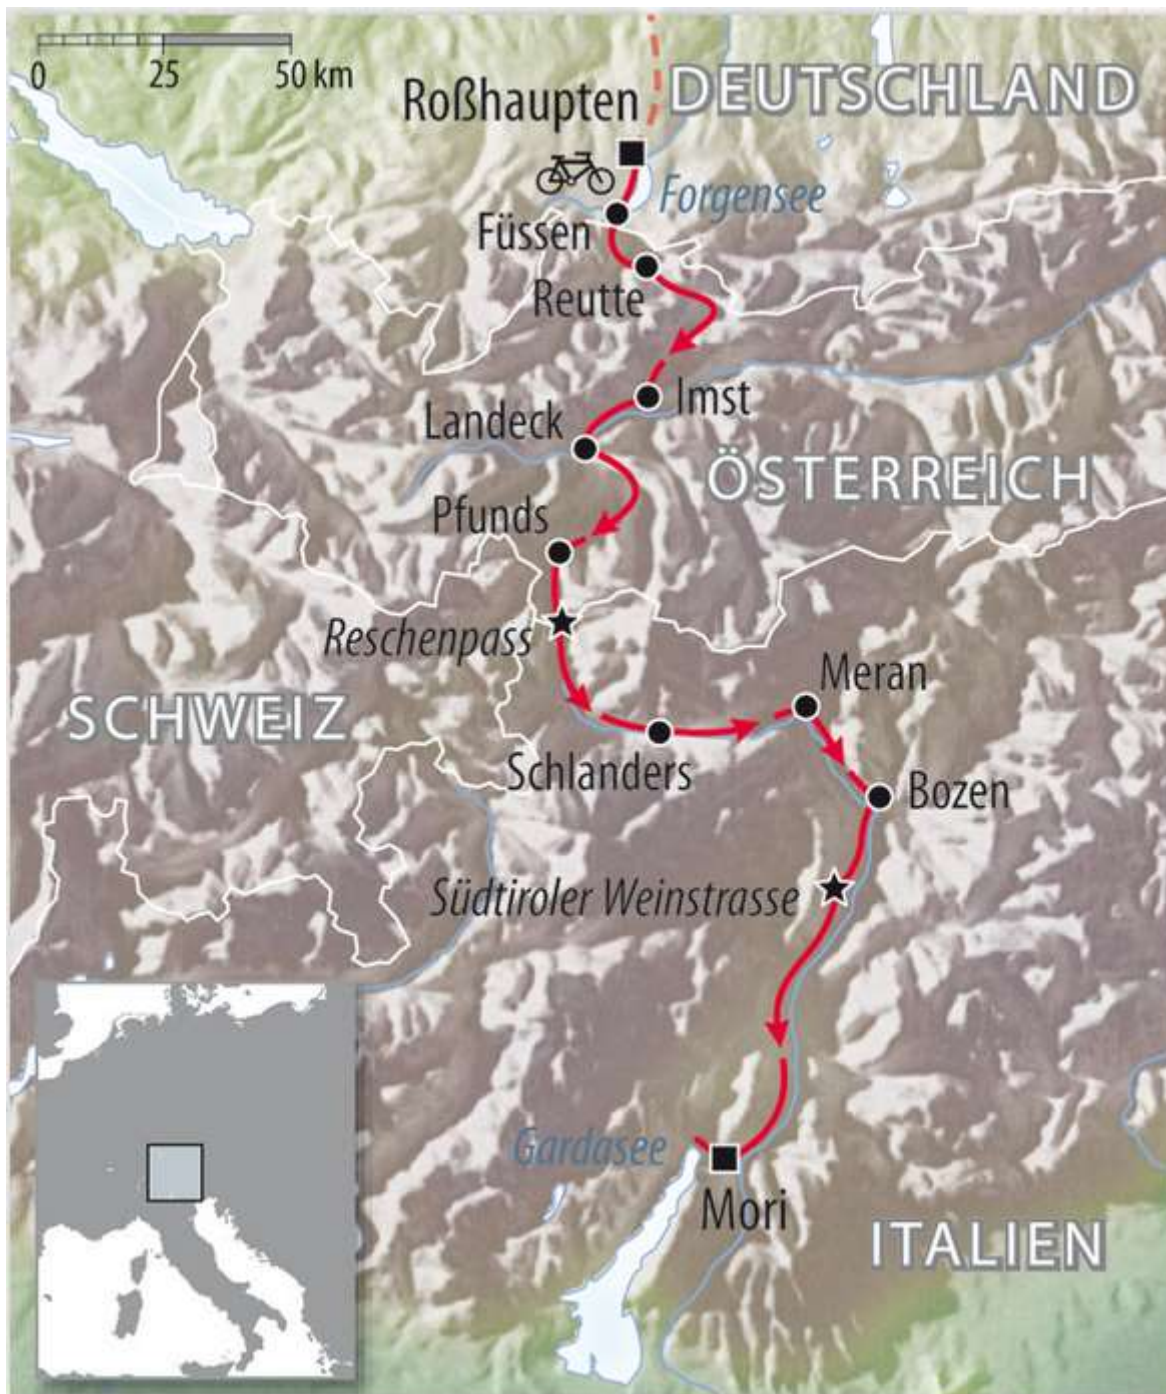 0 25 50 km
DEUTSCHLAND
Roßhaupten
Forgensee
Füssen
Reutte
Imst
Landeck
ÖSTERREICH
Pfunds
Reschenpass
Meran
SCHWEIZ
Schlanders
Bozen
Südtiroler Weinstrasse
Gardasee
Mori
ITALIEN